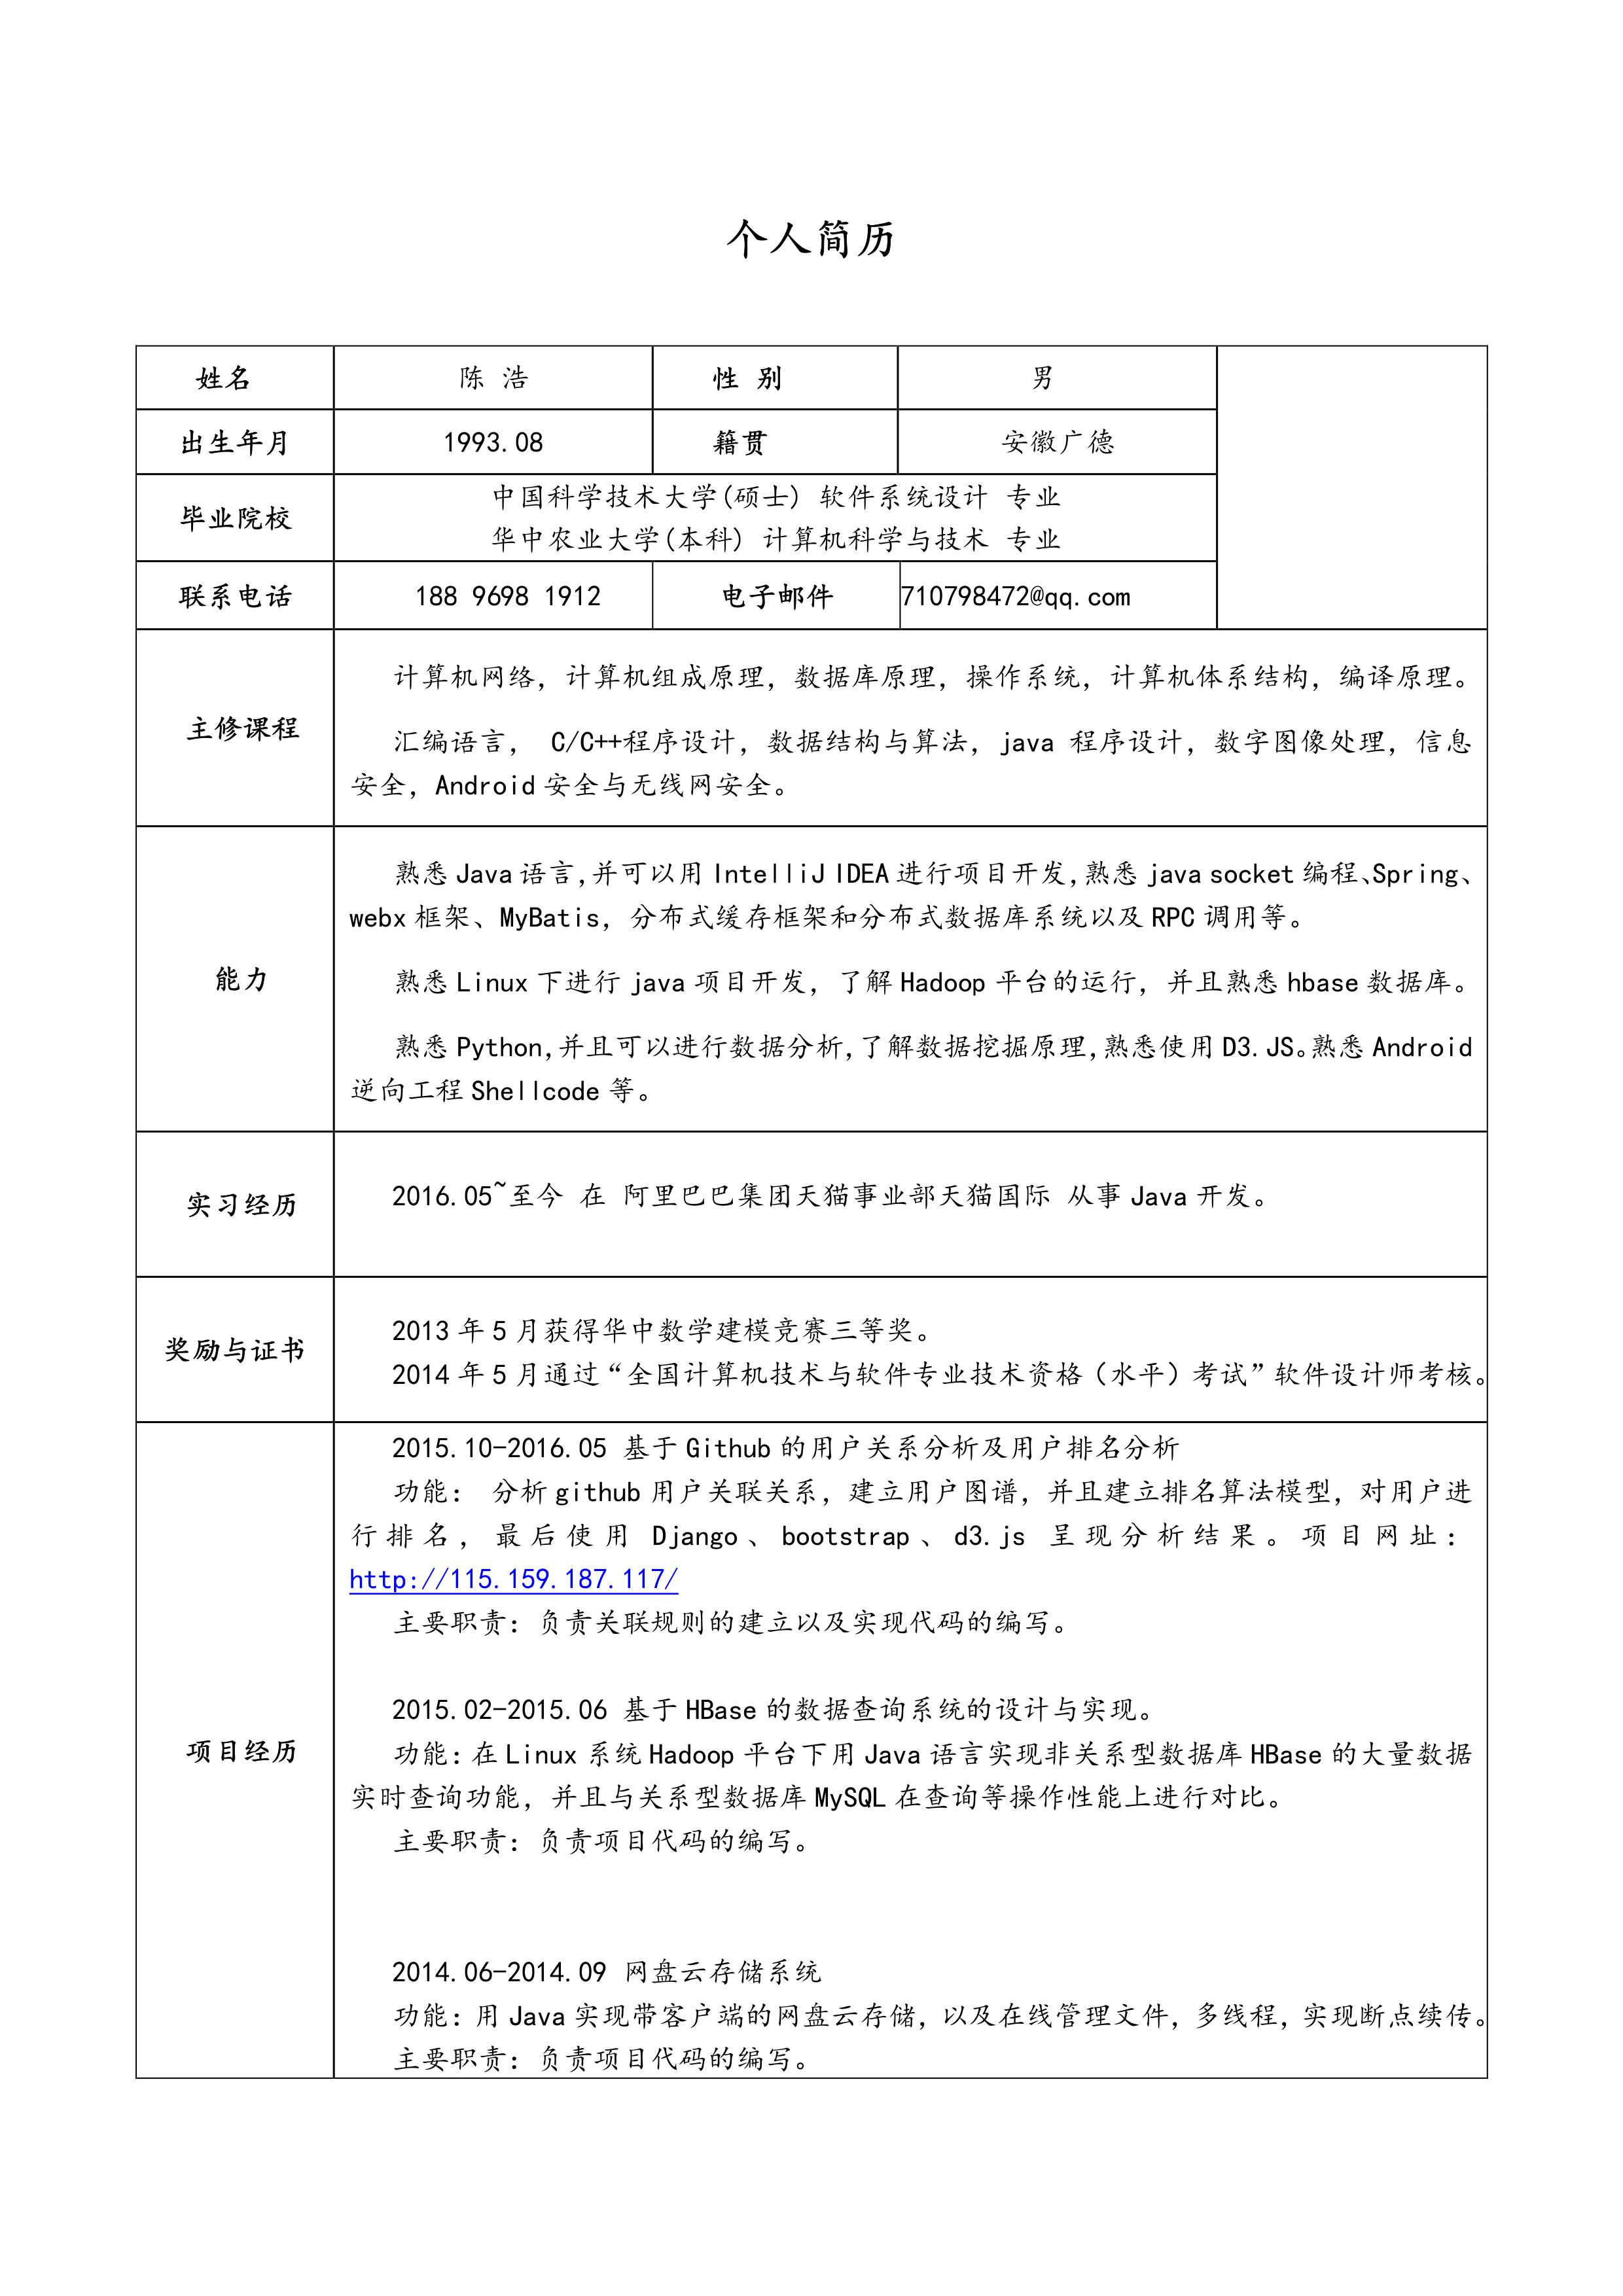 个人简历
姓名 陈 浩 性 别 男
出生年月 1993.08 籍贯 安徽广德
毕业院校 中国科学技术大学(硕士) 软件系统设计 专业
华中农业大学(本科) 计算机科学与技术 专业
联系电话 188 9698 1912 电子邮件 710798472@qq.com
主修课程
计算机网络，计算机组成原理，数据库原理，操作系统，计算机体系结构，编译原理。
汇编语言， C/C++程序设计，数据结构与算法，java 程序设计，数字图像处理，信息
安全，Android 安全与无线网安全。
能力
熟悉 Java 语言,并可以用 IntelliJ IDEA 进行项目开发,熟悉 java socket 编程、Spring、
webx 框架、MyBatis，分布式缓存框架和分布式数据库系统以及 RPC 调用等。
熟悉 Linux 下进行 java 项目开发，了解 Hadoop 平台的运行，并且熟悉 hbase 数据库。
熟悉 Python,并且可以进行数据分析,了解数据挖掘原理,熟悉使用 D3.JS。熟悉 Android
逆向工程 Shellcode 等。
实习经历
2016.05~至今 在 阿里巴巴集团天猫事业部天猫国际 从事 Java 开发。
奖励与证书
2013 年 5 月获得华中数学建模竞赛三等奖。
2014 年 5 月通过“全国计算机技术与软件专业技术资格（水平）考试”软件设计师考核。
项目经历
2015.10-2016.05 基于 Github 的用户关系分析及用户排名分析
功能： 分析 github 用户关联关系，建立用户图谱，并且建立排名算法模型，对用户进
行排名，最后使用 Django、bootstrap、d3.js 呈现分析结果。项目网址：
http://115.159.187.117/
主要职责：负责关联规则的建立以及实现代码的编写。
2015.02-2015.06 基于 HBase 的数据查询系统的设计与实现。
功能：在 Linux 系统 Hadoop 平台下用 Java 语言实现非关系型数据库 HBase 的大量数据
实时查询功能，并且与关系型数据库 MySQL 在查询等操作性能上进行对比。
主要职责：负责项目代码的编写。
2014.06-2014.09 网盘云存储系统
功能：用 Java 实现带客户端的网盘云存储，以及在线管理文件，多线程，实现断点续传。
主要职责：负责项目代码的编写。